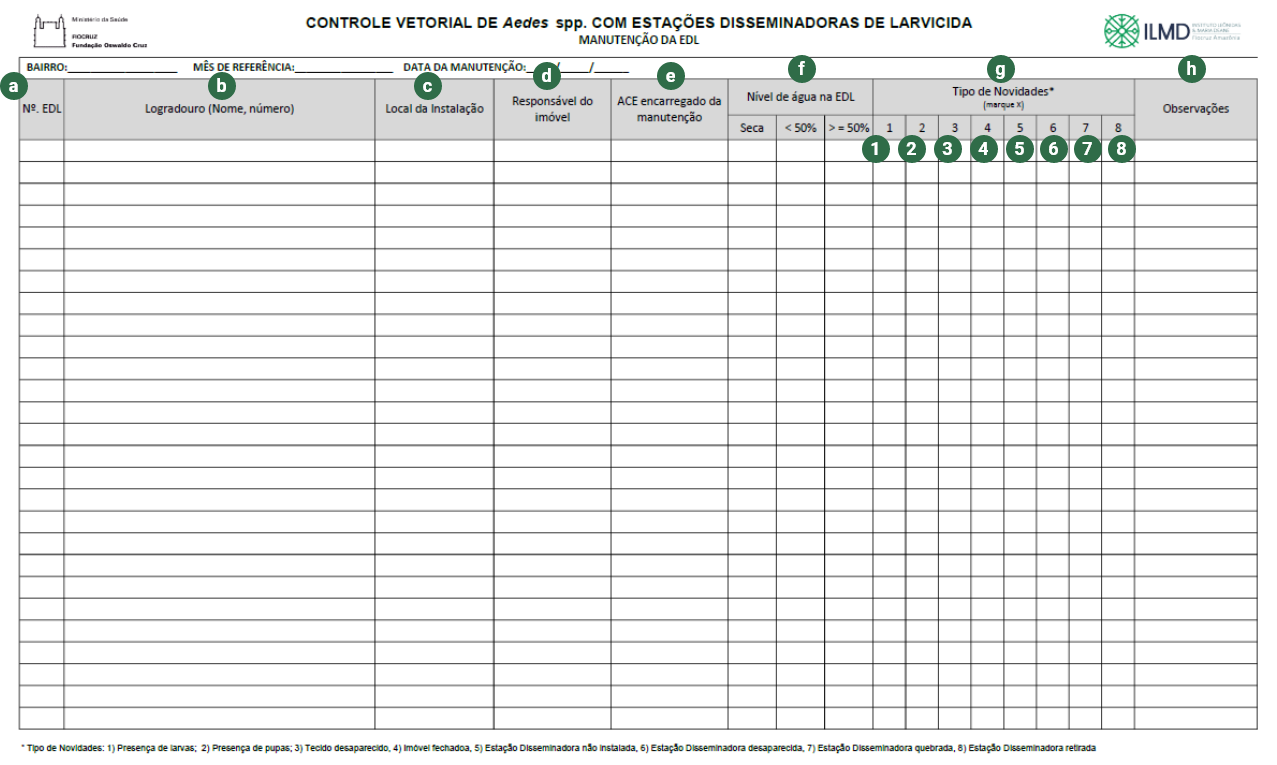 Ministério da Saúde
FIOCRUZ
Fundação Oswaldo Cruz
CONTROLE VETORIAL DE Aedes spp. COM ESTAÇÕES DISSEMINADORAS DE LARVICIDA
MANUTENÇÃO DA EDL
ILMD
Fiocruz Amazônia
BAIRRO:____________________ MÊS DE REFERÊNCIA:__________________ DATA DA MANUTENÇÃO:_____/_____/______
a b c d e f g h
Nº. EDL
Logradouro (Nome, número)
Local da Instalação
Responsável do imóvel
ACE encarregado da manutenção
Nível de água na EDL
Tipo de Novidades*
(marque X)
Observações
Seca < 50% > = 50% 1 2 3 4 5 6 7 8
1 2 3 4 5 6 7 8
* Tipo de Novidades: 1) Presença de larvas; 2) Presença de pupas; 3) Tecido desaparecido, 4) Imóvel fechadoa, 5) Estação Disseminadora não instalada, 6) Estação Disseminadora desaparecida, 7) Estação Disseminadora quebrada, 8) Estação Disseminadora retirada